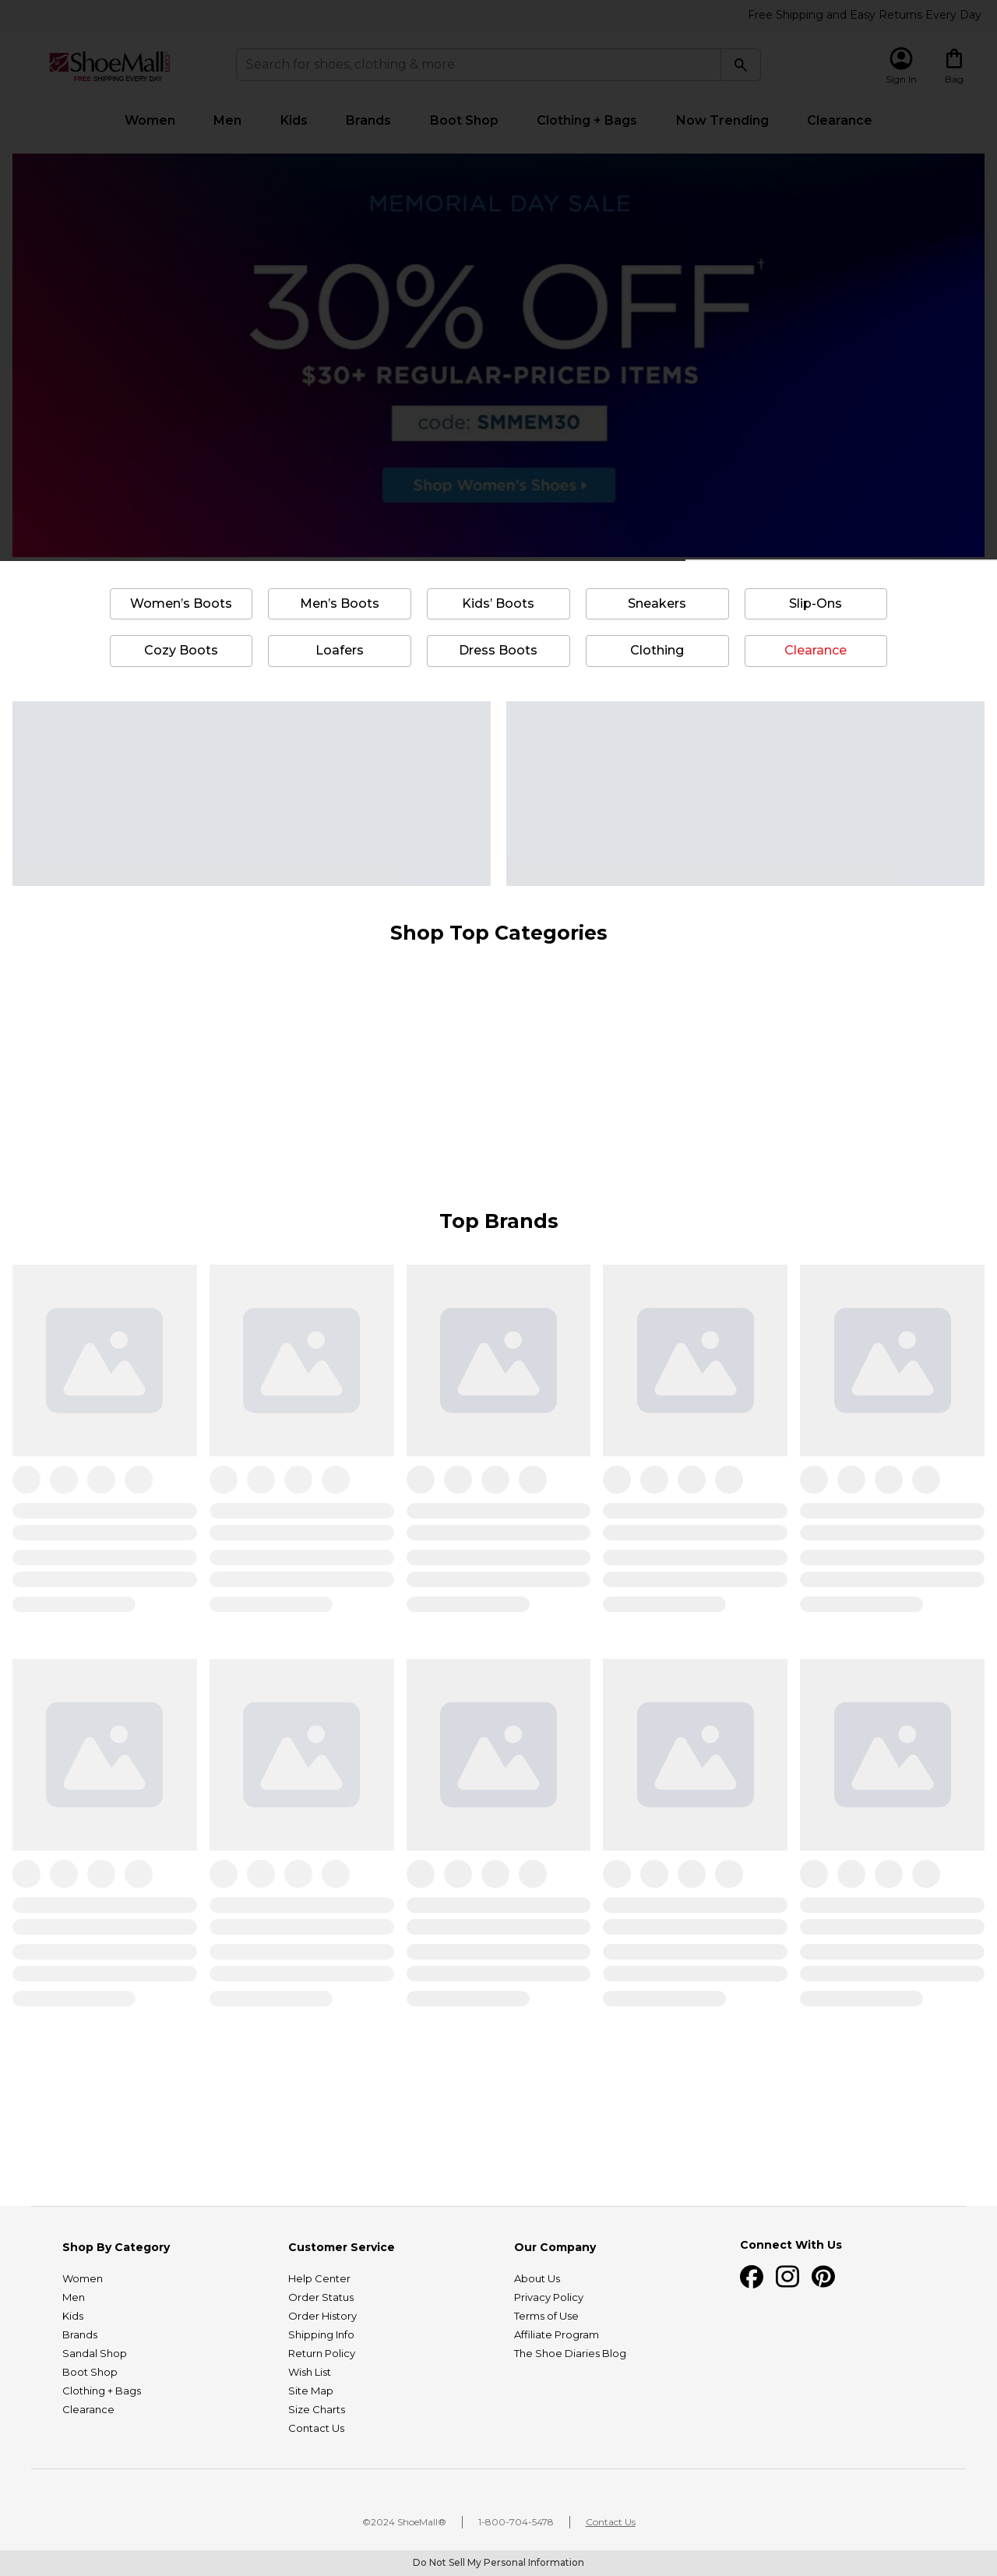 Free Shipping and Easy Returns Every Day
ShoeMall
FREE SHIPPING EVERY DAY
Search for shoes, clothing & more
Sign In
Bag
Women Men Kids Brands Boot Shop Clothing + Bags Now Trending Clearance
MEMORIAL DAY SALE
30% OFF†
$30+ REGULAR-PRICED ITEMS
code: SMMEM30
Shop Women's Shoes
Women’s Boots Men’s Boots Kids’ Boots Sneakers Slip-Ons
Cozy Boots Loafers Dress Boots Clothing Clearance
Shop Top Categories
Top Brands
Shop By Category
Women
Men
Kids
Brands
Sandal Shop
Boot Shop
Clothing + Bags
Clearance
Customer Service
Help Center
Order Status
Order History
Shipping Info
Return Policy
Wish List
Site Map
Size Charts
Contact Us
Our Company
About Us
Privacy Policy
Terms of Use
Affiliate Program
The Shoe Diaries Blog
Connect With Us
©2024 ShoeMall® 1-800-704-5478 Contact Us
Do Not Sell My Personal Information